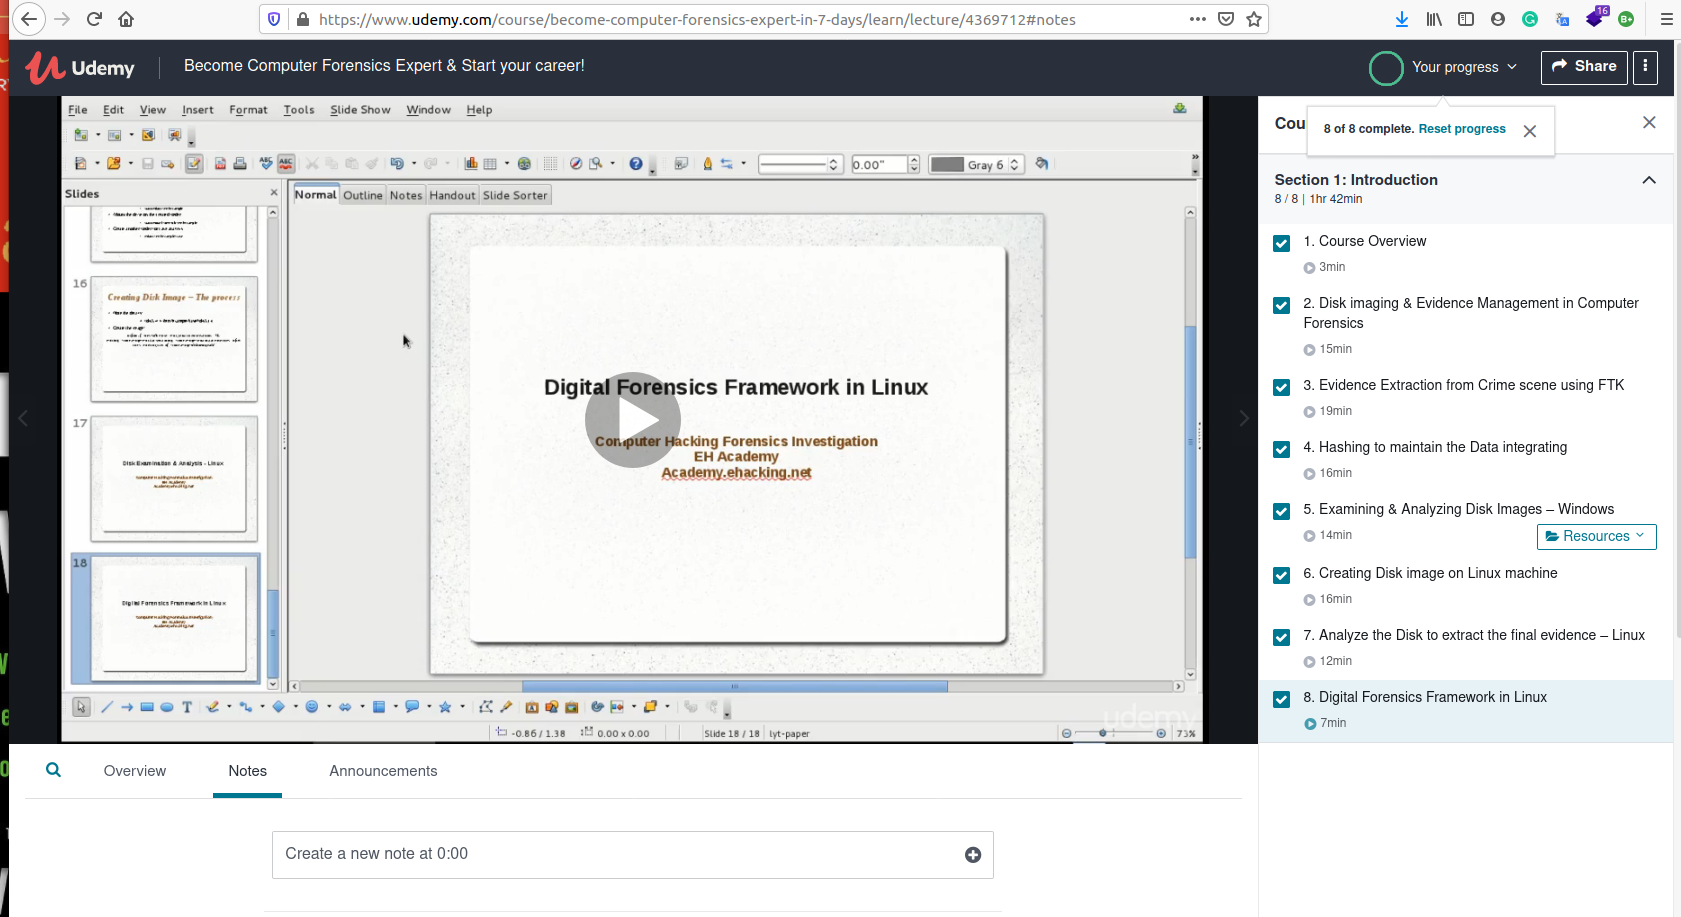 https://www.udemy.com/course/become-computer-forensics-expert-in-7-days/learn/lecture/4369712#notes
16
B+
Udemy
Become Computer Forensics Expert & Start your career!
Your progress
Share
File Edit View Insert Format Tools Slide Show Window Help
ABC
ABC
0.00"
Gray 6
Slides
Normal Outline Notes Handout Slide Sorter
16
Creating Disk Image – The process
17
Disk Examination & Analysis - Linux
18
Digital Forensics Framework in Linux
Digital Forensics Framework in Linux
Computer Hacking Forensics Investigation
EH Academy
Academy.ehacking.net
udemy
-0.86 / 1.38
0.00 x 0.00
Slide 18 / 18
lyt-paper
73%
Cou
8 of 8 complete. Reset progress
Section 1: Introduction
8 / 8 | 1hr 42min
1. Course Overview
3min
2. Disk imaging & Evidence Management in Computer
Forensics
15min
3. Evidence Extraction from Crime scene using FTK
19min
4. Hashing to maintain the Data integrating
16min
5. Examining & Analyzing Disk Images – Windows
14min
Resources
6. Creating Disk image on Linux machine
16min
7. Analyze the Disk to extract the final evidence – Linux
12min
8. Digital Forensics Framework in Linux
7min
Overview
Notes
Announcements
Create a new note at 0:00